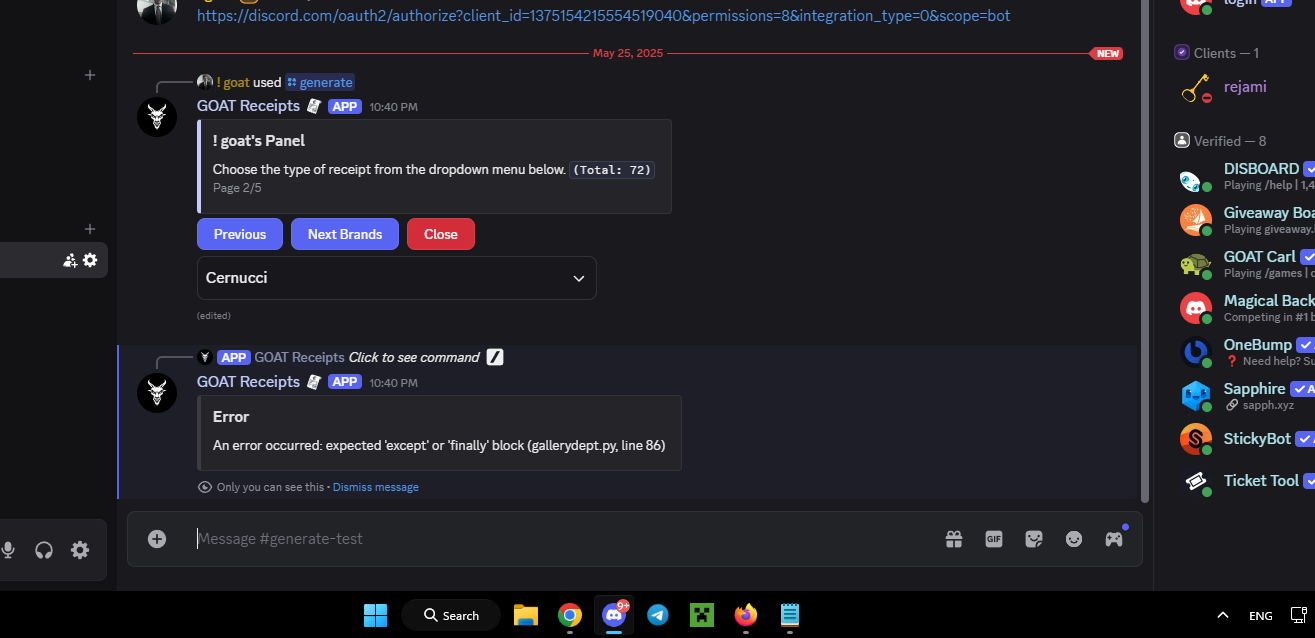 https://discord.com/oauth2/authorize?client_id=1375154215554519040&permissions=8&integration_type=0&scope=bot
May 25, 2025
NEW
! goat used generate
GOAT Receipts APP 10:40 PM
! goat's Panel
Choose the type of receipt from the dropdown menu below. (Total: 72)
Page 2/5
Previous Next Brands Close
Cernucci
(edited)
APP GOAT Receipts Click to see command
GOAT Receipts APP 10:40 PM
Error
An error occurred: expected 'except' or 'finally' block (gallerydept.py, line 86)
Only you can see this • Dismiss message
Message #generate-test
GIF
login APP
Clients — 1
rejami
Verified — 8
DISBOARD
Playing /help | 1,4
Giveaway Boa
Playing giveaway.
GOAT Carl
Playing /games |
Magical Back
Competing in #1
OneBump
Need help? Su
Sapphire A
sapph.xyz
StickyBot
Ticket Tool
9+
Search
ENG